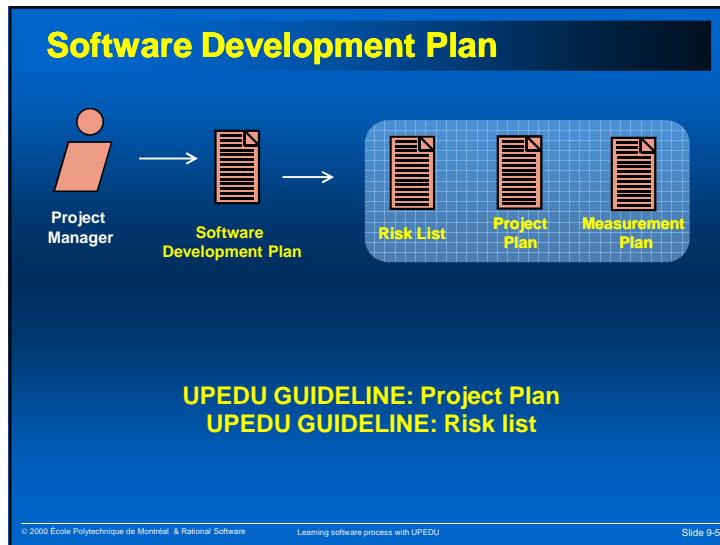 Software Development Plan
Project
Manager
Software
Development Plan
Risk List
Project
Plan
Measurement
Plan
UPEDU GUIDELINE: Project Plan
UPEDU GUIDELINE: Risk list
© 2000 École Polytechnique de Montréal & Rational Software
Learning software process with UPEDU
Slide 9-5